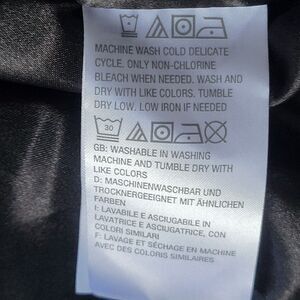 MACHINE WASH COLD DELICATE
CYCLE, ONLY NON-CHLORINE
BLEACH WHEN NEEDED. WASH AND
DRY WITH LIKE COLORS. TUMBLE
DRY LOW. LOW IRON IF NEEDED
30
GB: WASHABLE IN WASHING
MACHINE AND TUMBLE DRY WITH
LIKE COLORS
D: MASCHINENWASCHBAR UND
TROCKNERGEEIGNET MIT ÄHNLICHEN
FARBEN
I: LAVABILE E ASCIUGABILE IN
LAVATRICE E ASCIUGATRICE, CON
COLORI SIMILARI
F: LAVAGE ET SÉCHAGE EN MACHINE
AVEC DES COLORIS SIMILAIRES